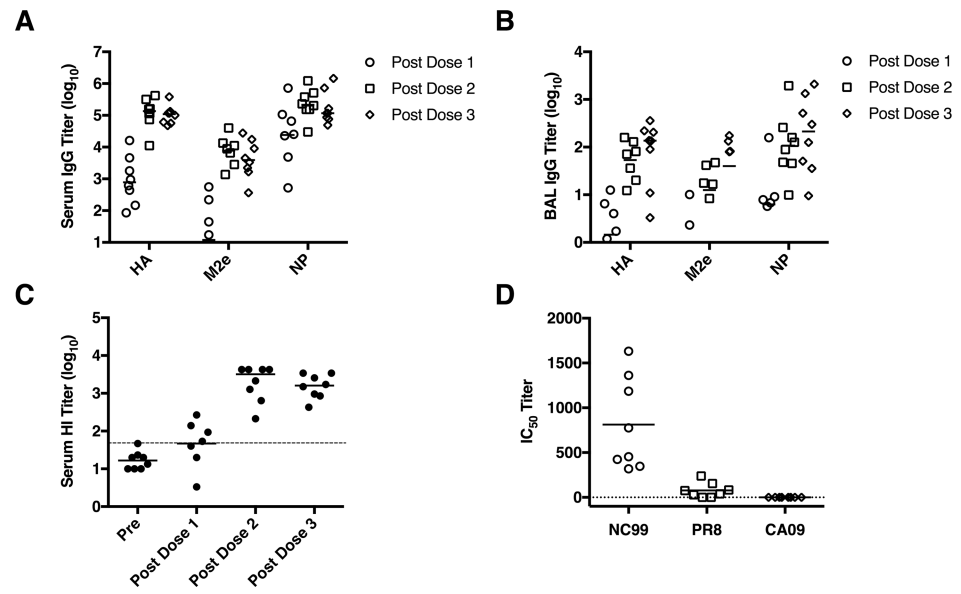 A
Serum IgG Titer (log10)
7
6
5
4
3
2
1
HA
M2e
NP
Post Dose 1
Post Dose 2
Post Dose 3
B
BAL IgG Titer (log10)
4
3
2
1
0
HA
M2e
NP
Post Dose 1
Post Dose 2
Post Dose 3
C
Serum HI Titer (log10)
5
4
3
2
1
0
Pre
Post Dose 1
Post Dose 2
Post Dose 3
D
IC50 Titer
2000
1500
1000
500
0
NC99
PR8
CA09